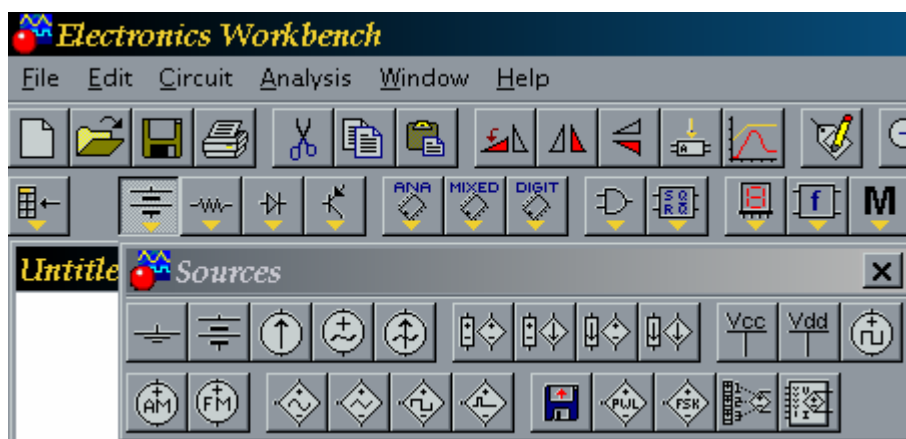 Electronics Workbench
File Edit Circuit Analysis Window Help
ANA MIXED DIGIT
A
S Q
R Q
f M
Untitle
Sources
Vcc Vdd
AM FM PWL FSK